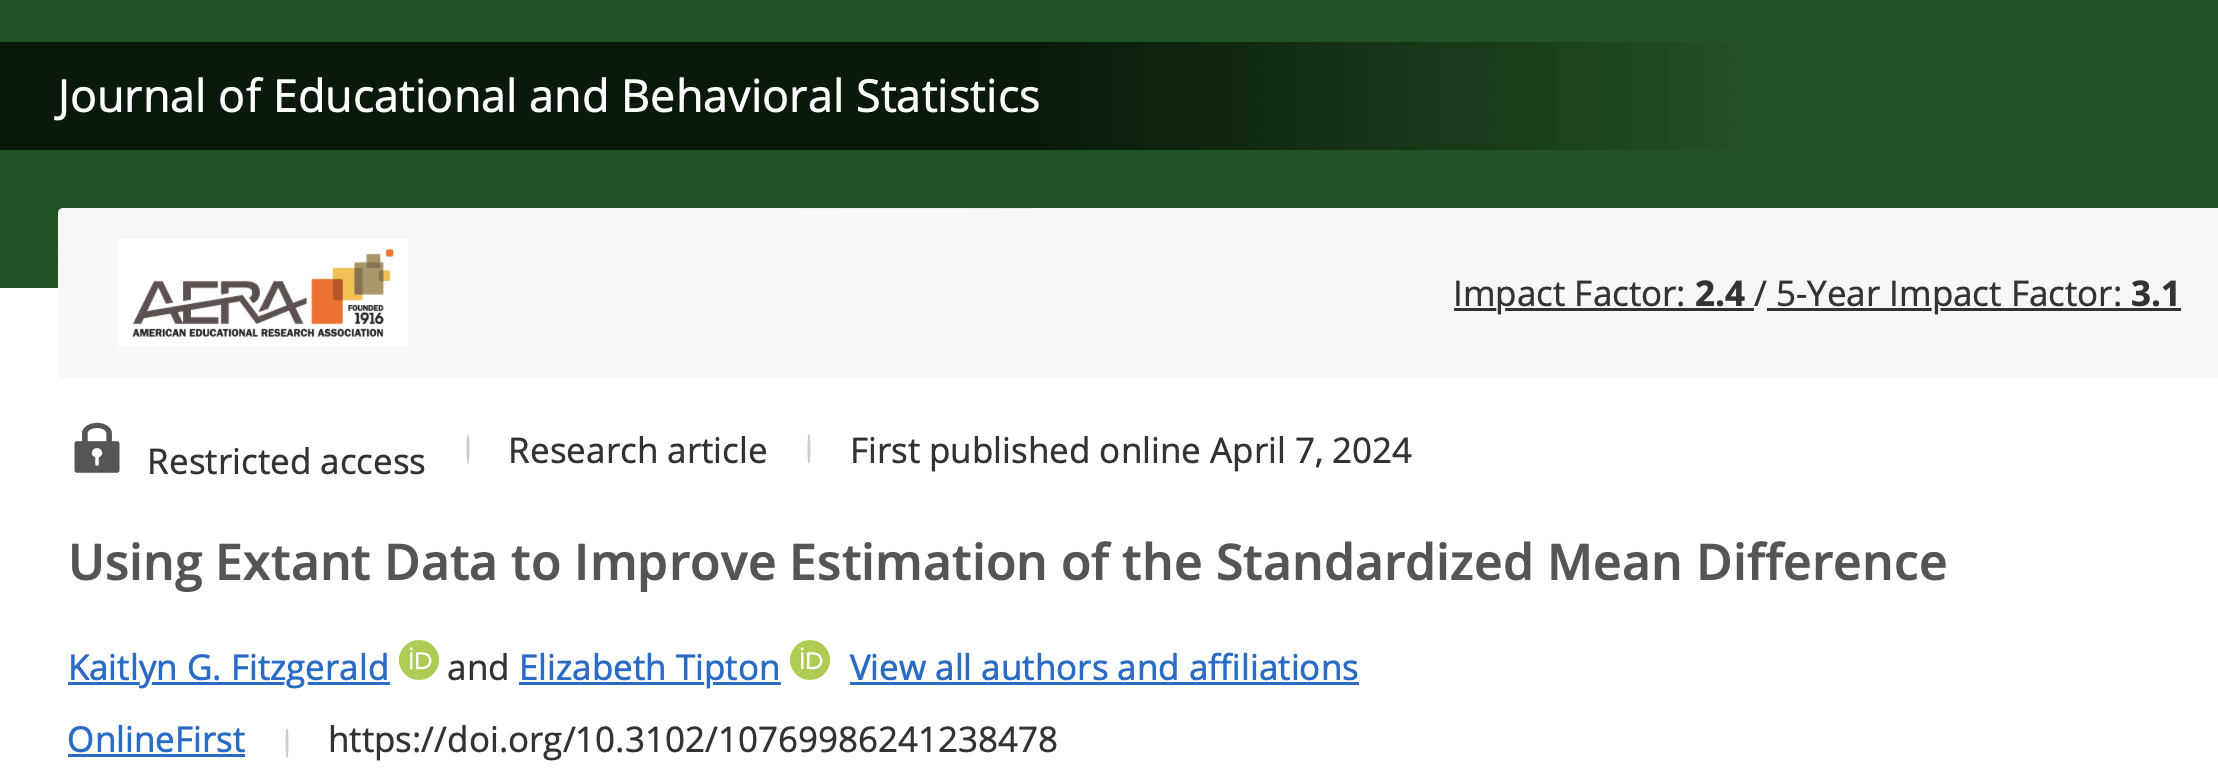 Journal of Educational and Behavioral Statistics
AERA
FOUNDED
1916
AMERICAN EDUCATIONAL RESEARCH ASSOCIATION
Impact Factor: 2.4 / 5-Year Impact Factor: 3.1
Restricted access
Research article
First published online April 7, 2024
Using Extant Data to Improve Estimation of the Standardized Mean Difference
Kaitlyn G. Fitzgerald iD and Elizabeth Tipton iD View all authors and affiliations
OnlineFirst
https://doi.org/10.3102/10769986241238478